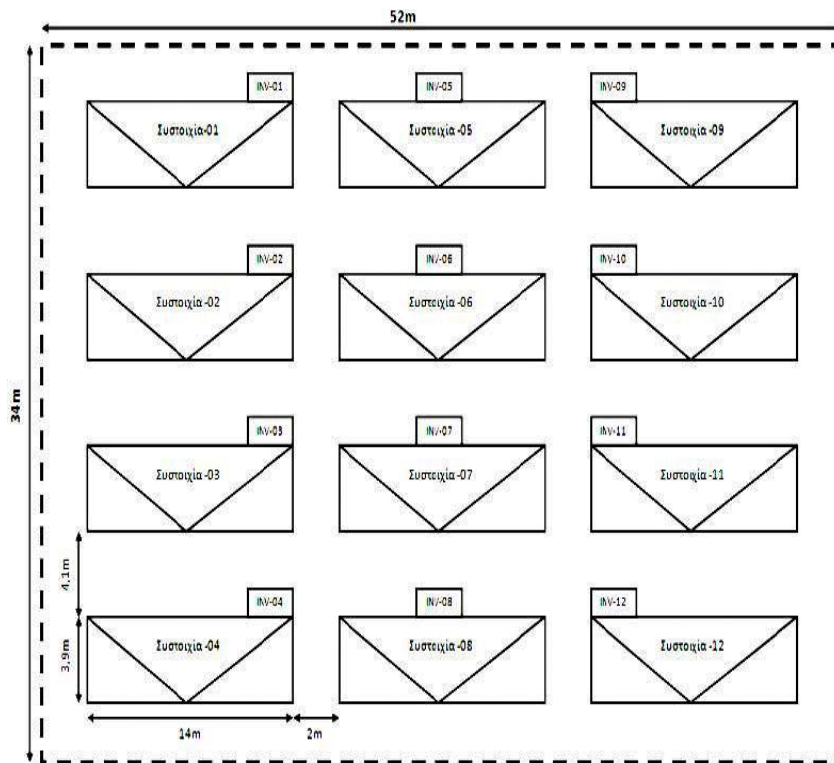 52m
INV-01
INV-05
INV-09
Συστοιχία-01
Συστοιχία -05
Συστοιχία -09
INV-02
INV-06
INV-10
Συστοιχία -02
Συστοιχία -06
Συστοιχία -10
34m
INV-03
INV-07
INV-11
Συστοιχία -03
Συστοιχία -07
Συστοιχία -11
4,1m
INV-04
INV-08
INV-12
Συστοιχία -04
Συστοιχία -08
Συστοιχία -12
3,9m
14m
2m